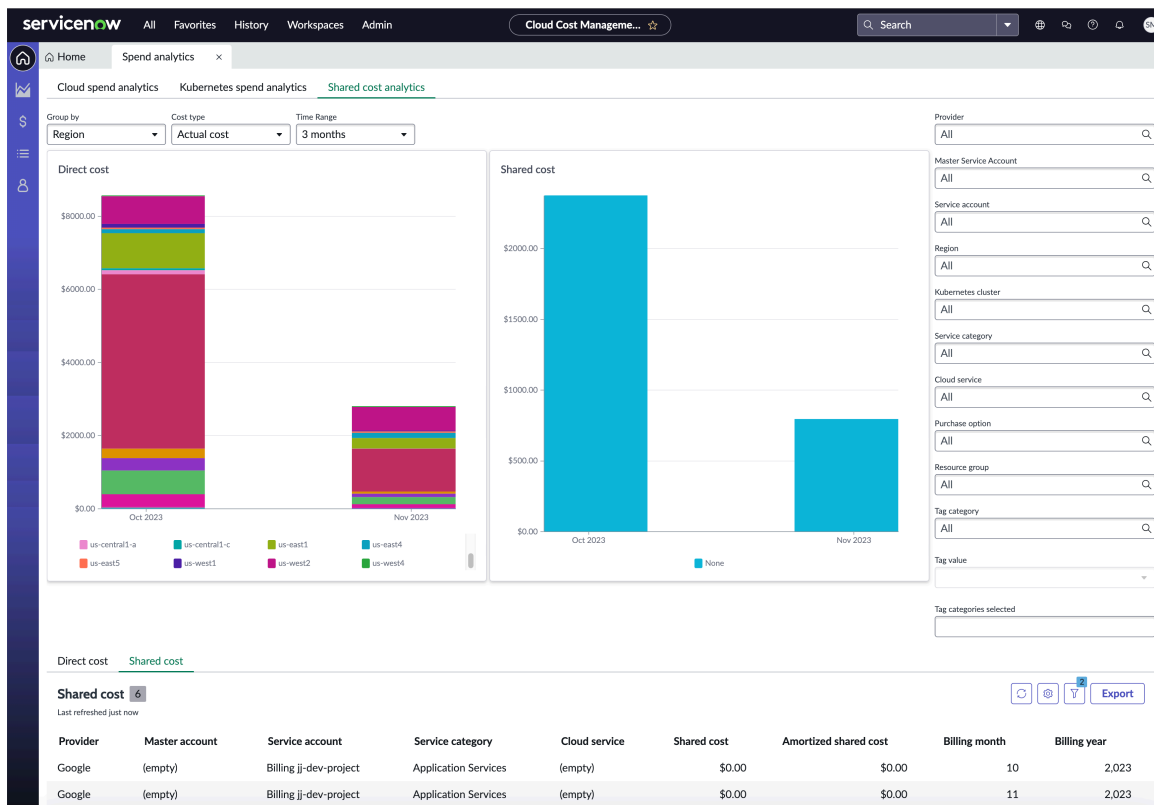 servicenow All Favorites History Workspaces Admin Cloud Cost Manageme... Search SN
Home Spend analytics
Cloud spend analytics Kubernetes spend analytics Shared cost analytics
Group by Cost type Time Range
Region Actual cost 3 months
Direct cost
$8000.00
$6000.00
$4000.00
$2000.00
$0.00
Oct 2023 Nov 2023
us-central1-a us-central1-c us-east1 us-east4
us-east5 us-west1 us-west2 us-west4
Shared cost
$2000.00
$1500.00
$1000.00
$500.00
$0.00
Oct 2023 Nov 2023
None
Provider
All
Master Service Account
All
Service account
All
Region
All
Kubernetes cluster
All
Service category
All
Cloud service
All
Purchase option
All
Resource group
All
Tag category
All
Tag value
Tag categories selected
Direct cost Shared cost
Shared cost 6
2
Export
Last refreshed just now
Provider Master account Service account Service category Cloud service Shared cost Amortized shared cost Billing month Billing year
Google (empty) Billing jj-dev-project Application Services (empty) $0.00 $0.00 10 2,023
Google (empty) Billing jj-dev-project Application Services (empty) $0.00 $0.00 11 2,023